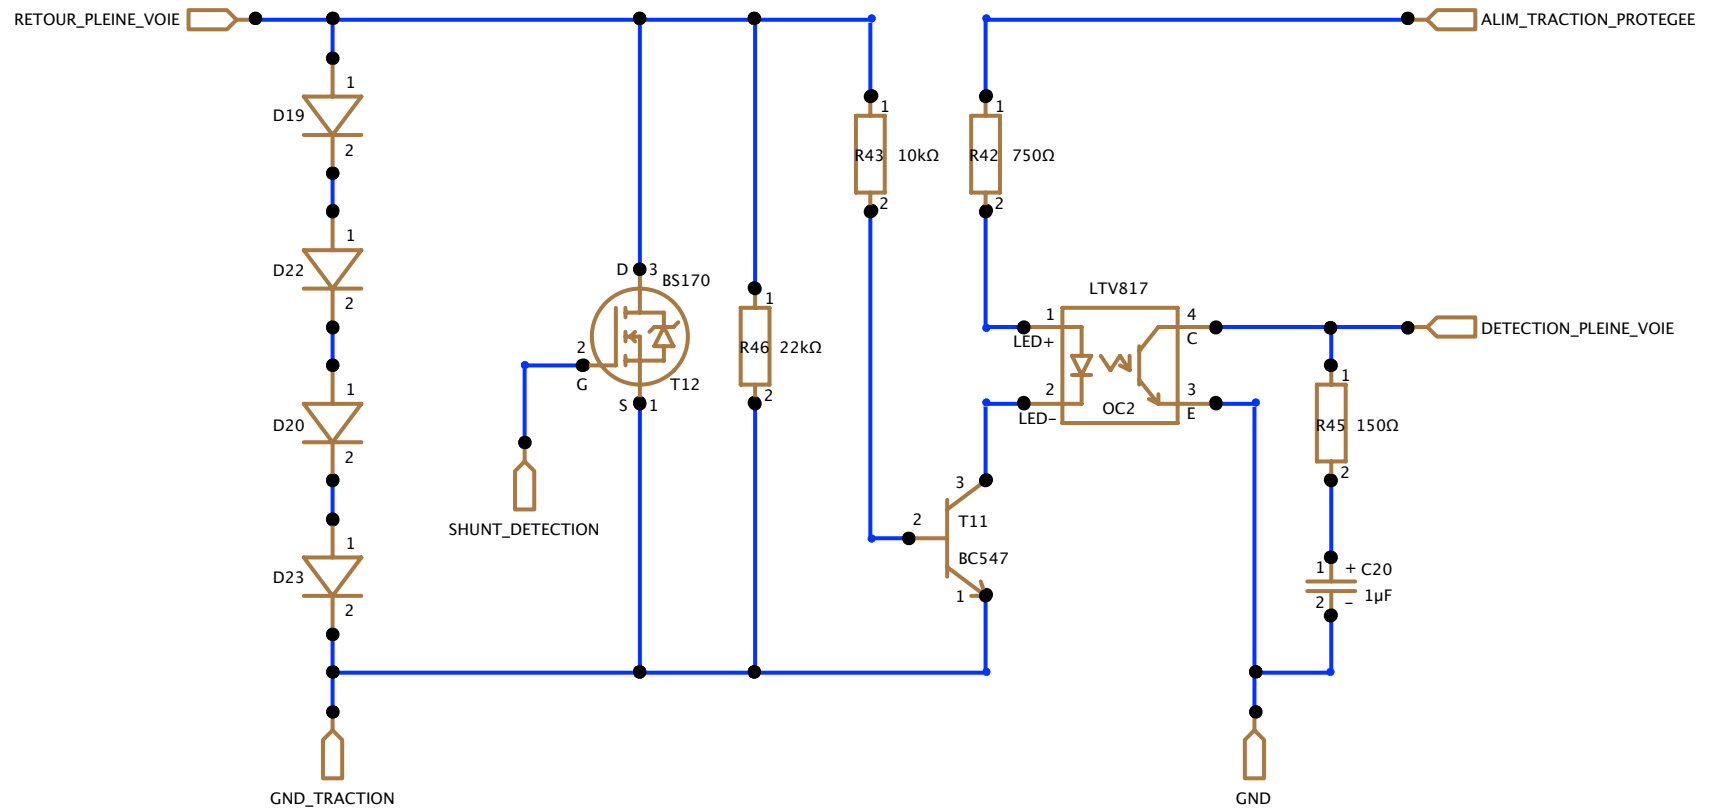 RETOUR_PLEINE_VOIE
ALIM_TRACTION_PROTEGEE
1
D19
2
1
R43 10kΩ
2
1
R42 750Ω
2
1
D22
2
D 3
BS170
2
G
T12
S 1
1
R46 22kΩ
2
LTV817
1
LED+
4
C
2
LED-
3
E
OC2
DETECTION_PLEINE_VOIE
1
D20
2
1
R45 150Ω
2
SHUNT_DETECTION
3
2
T11
BC547
1
1
D23
2
1 + C20
1µF
2 -
GND_TRACTION
GND